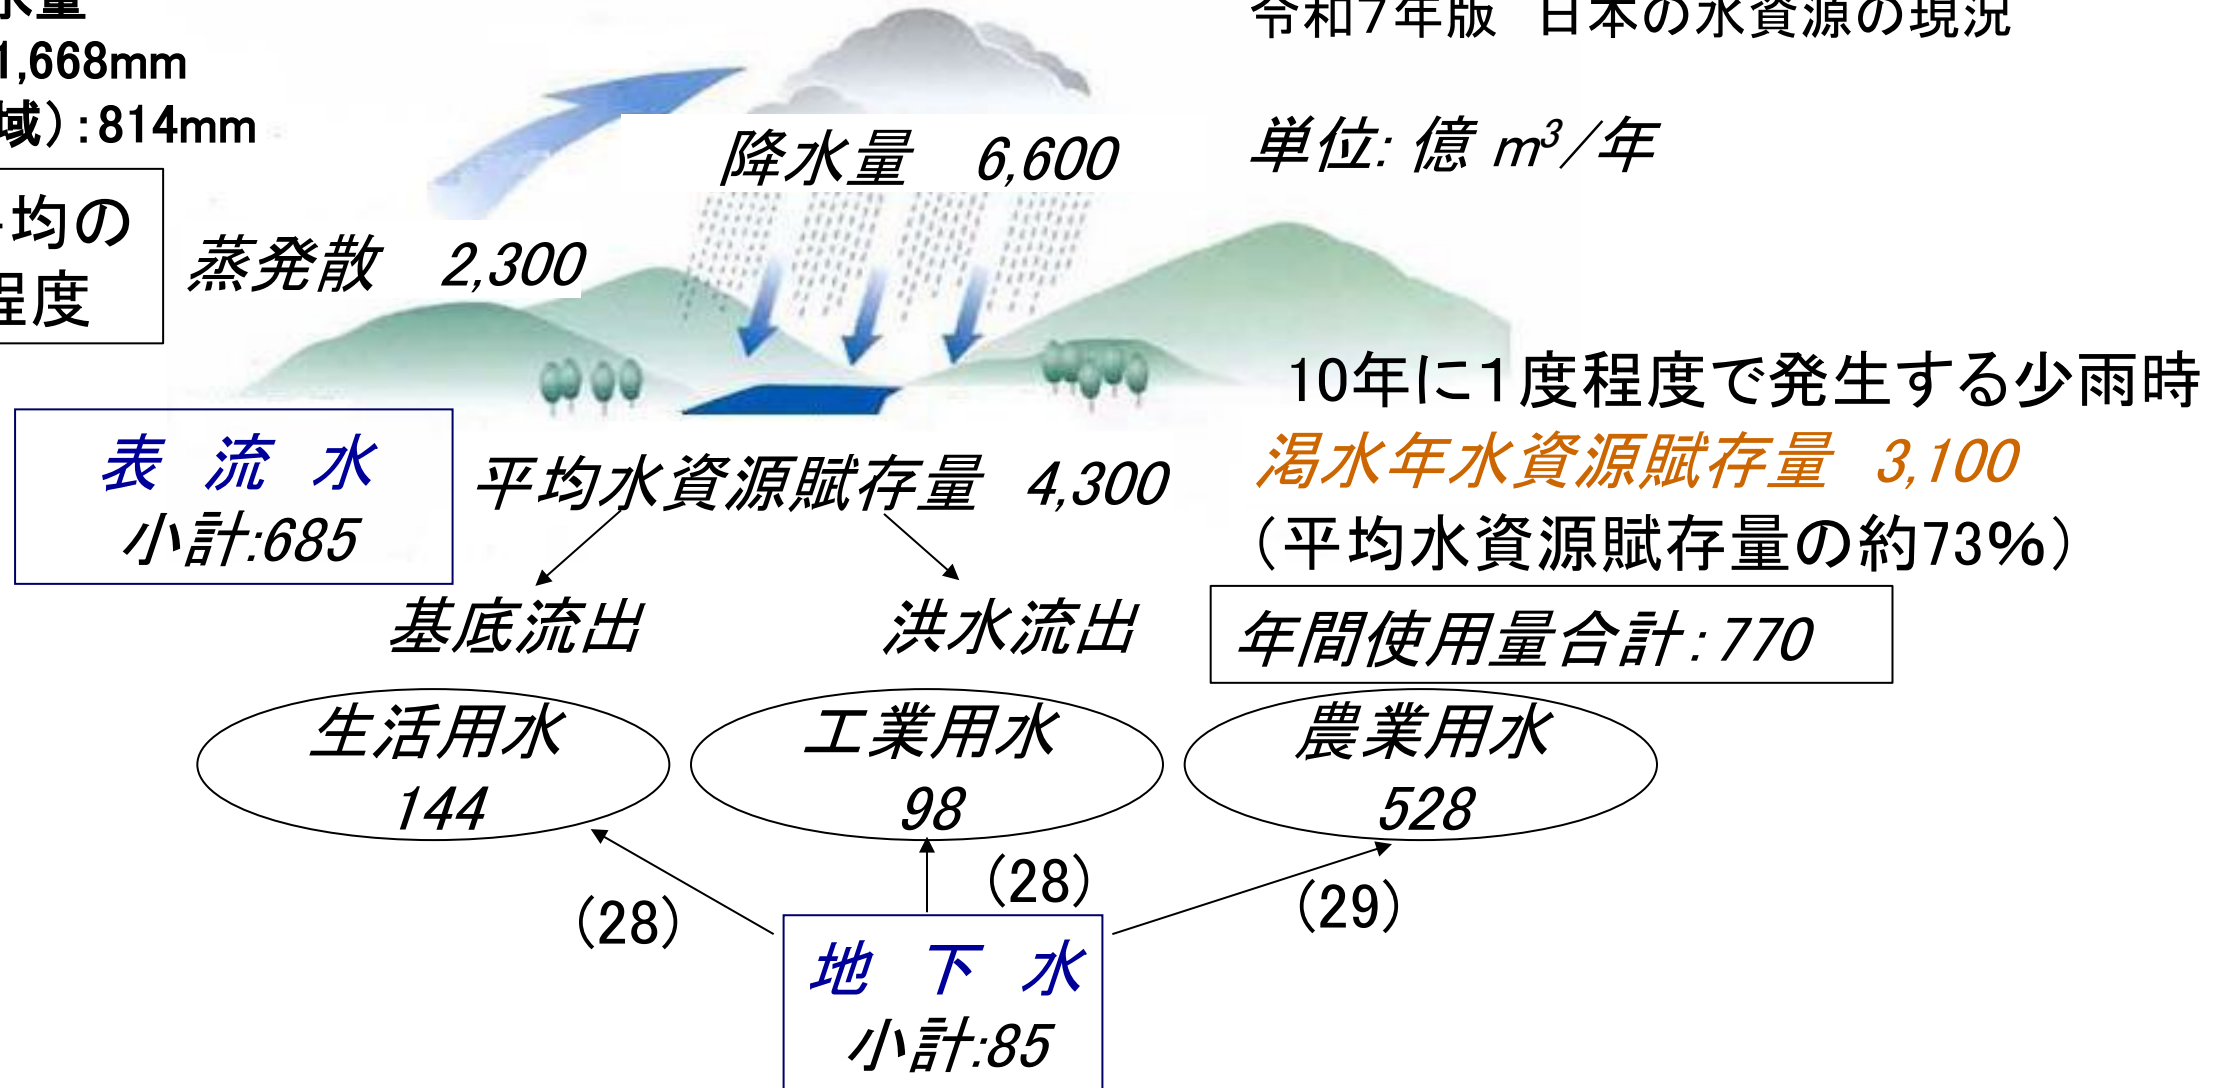 水量
1,668mm
域）：814mm
均の
程度
令和7年版　日本の水資源の現況
単位: 億 m³／年
降水量　6,600
蒸発散　2,300
10年に１度程度で発生する少雨時
渇水年水資源賦存量　3,100
（平均水資源賦存量の約73％）
表　流　水
小計:685
平均水資源賦存量　4,300
基底流出
洪水流出
年間使用量合計：770
生活用水
144
工業用水
98
農業用水
528
（28）
（28）
（29）
地　下　水
小計:85